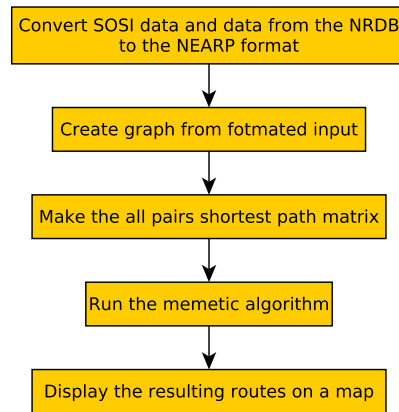 Convert SOSI data and data from the NRDB
to the NEARP format
Create graph from fotmated input
Make the all pairs shortest path matrix
Run the memetic algorithm
Display the resulting routes on a map